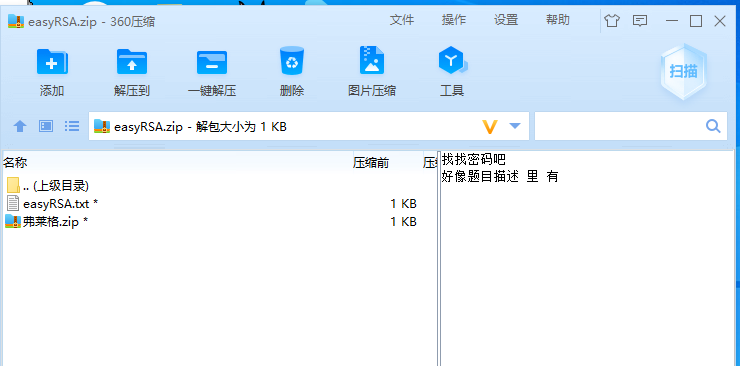 easyRSA.zip - 360压缩
文件 操作 设置 帮助
添加 解压到 一键解压 删除 图片压缩 工具 扫描
easyRSA.zip - 解包大小为 1 KB
名称 压缩前 压
.. (上级目录)
easyRSA.txt * 1 KB
弗莱格.zip * 1 KB
找找密码吧
好像题目描述 里 有